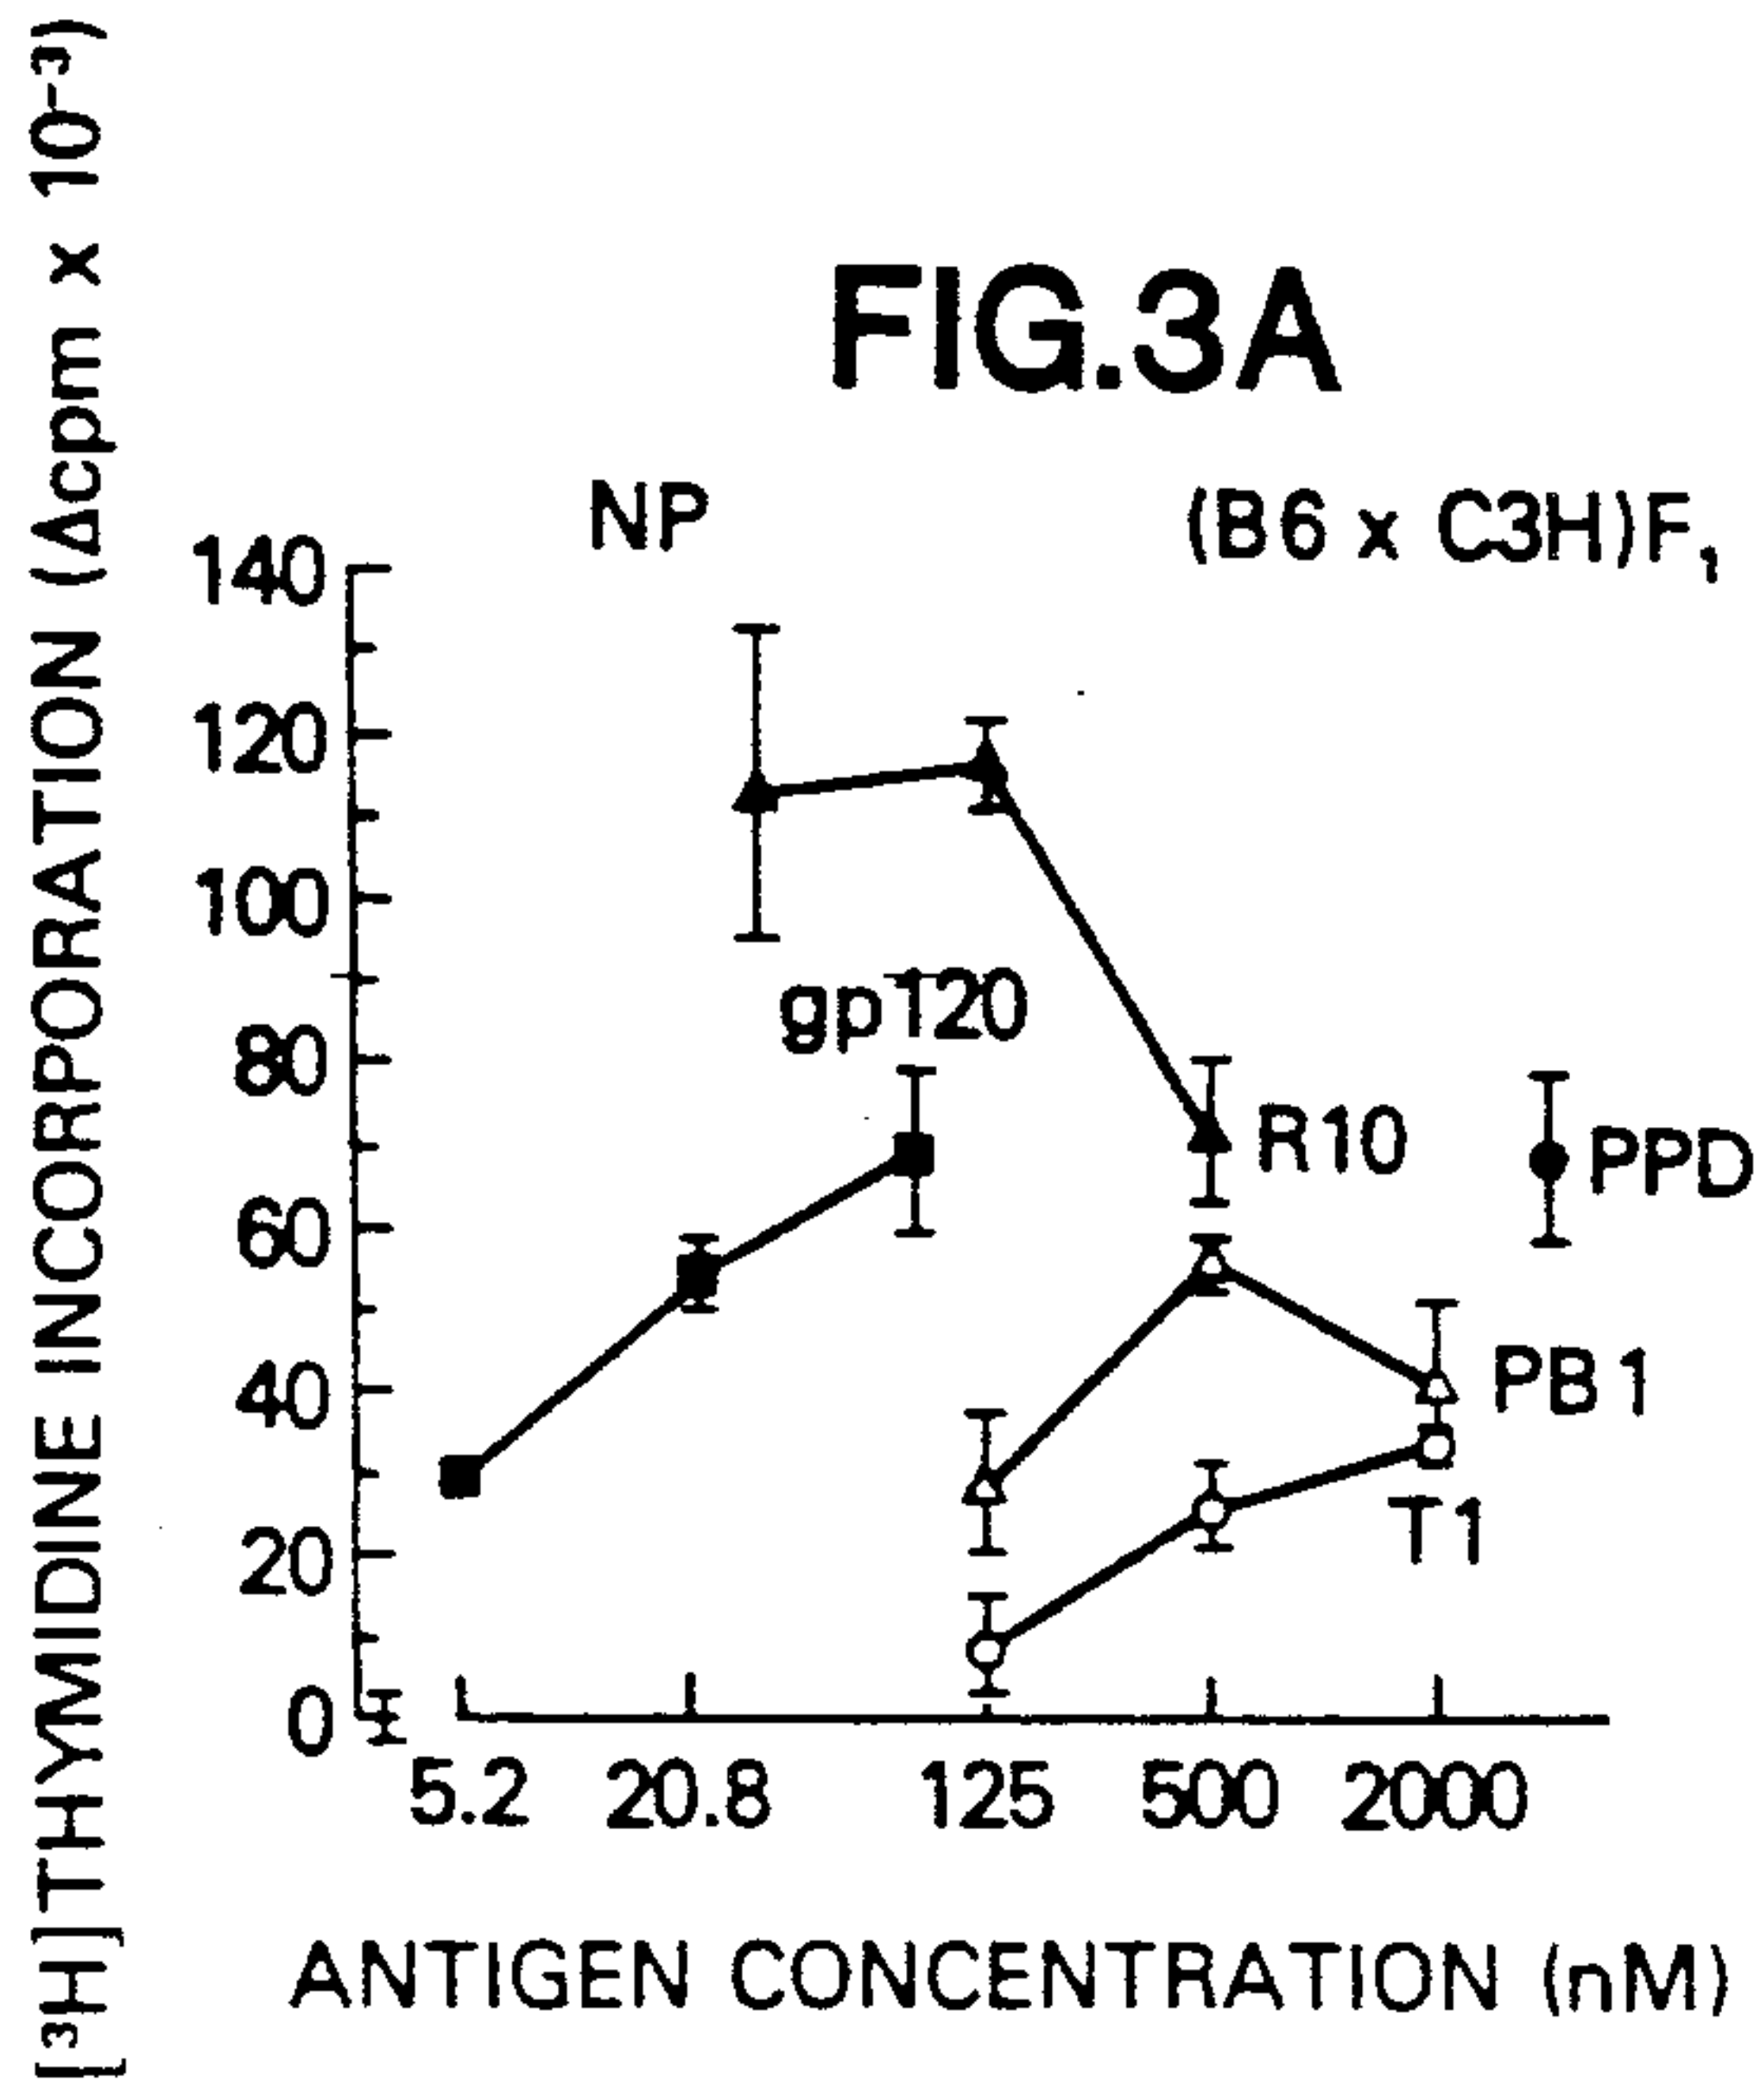 [³H]THYMIDINE INCORPORATION (Δcpm x 10⁻³)
FIG.3A
NP
(B6 x C3H)F₁
140
120
100
gp120
80
R10
PPD
60
40
PB1
T1
20
0
5.2 20.8 125 500 2000
ANTIGEN CONCENTRATION (nM)